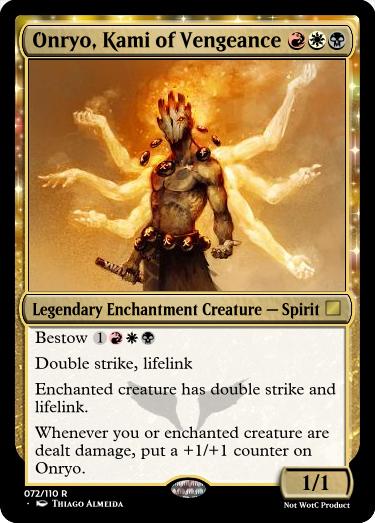 Onryo, Kami of Vengeance
Legendary Enchantment Creature — Spirit
Bestow 1
Double strike, lifelink
Enchanted creature has double strike and
lifelink.
Whenever you or enchanted creature are
dealt damage, put a +1/+1 counter on
Onryo.
1/1
072/110 R
· Thiago Almeida
Not WotC Product